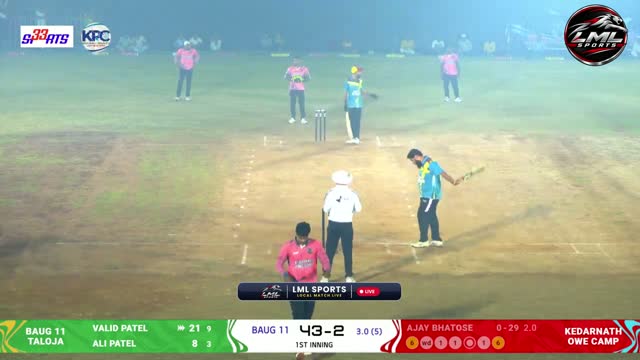 33
SPORTS
KPC
LML
SPORTS
LML SPORTS
LOCAL MATCH LIVE
LIVE
BAUG 11
TALOJA
VALID PATEL 21 9
ALI PATEL 8 3
BAUG 11 43-2 3.0 (5)
1ST INNING
AJAY BHATOSE 0-29 2.0
6 wd 1 1 1 6
KEDARNATH
OWE CAMP